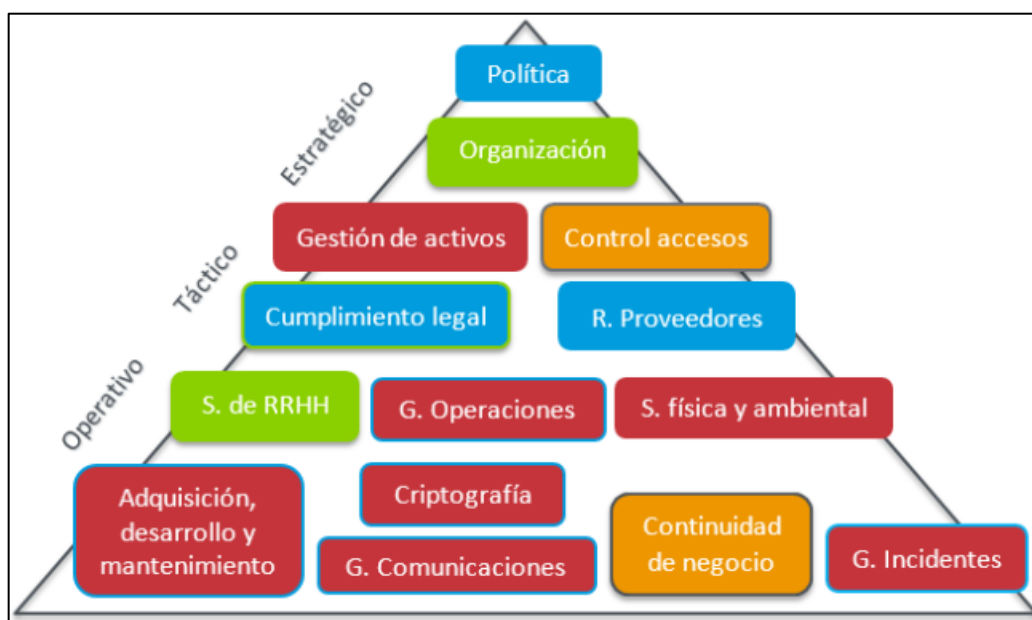 Política
Estratégico
Organización
Gestión de activos
Control accesos
Táctico
Cumplimiento legal
R. Proveedores
Operativo
S. de RRHH
G. Operaciones
S. física y ambiental
Adquisición,
desarrollo y
mantenimiento
Criptografía
G. Comunicaciones
Continuidad
de negocio
G. Incidentes